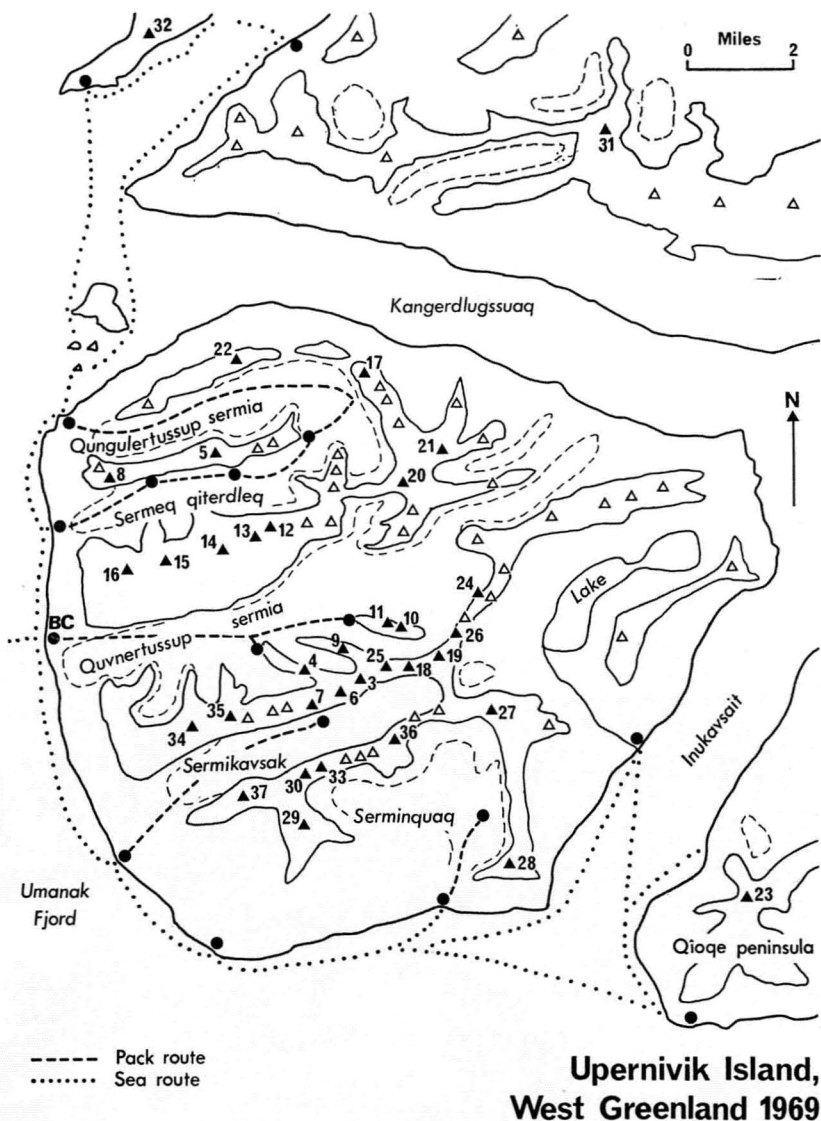 32
Miles
0 2
31
Kangerdlugssuaq
22
17
N
Qungulertussup sermia
5
21
8
20
Sermeq qiterdleq
13 12
14
15
16
24
Lake
sermia
11
10
BC
26
Quvnertussup
9
25
18
19
4
3
7
6
35
27
34
36
Inukavsait
Sermikavsak
33
30
37
29
Serminquaq
28
23
Umanak
Fjord
Qioqe peninsula
Pack route
Sea route
Upernivik Island,
West Greenland 1969